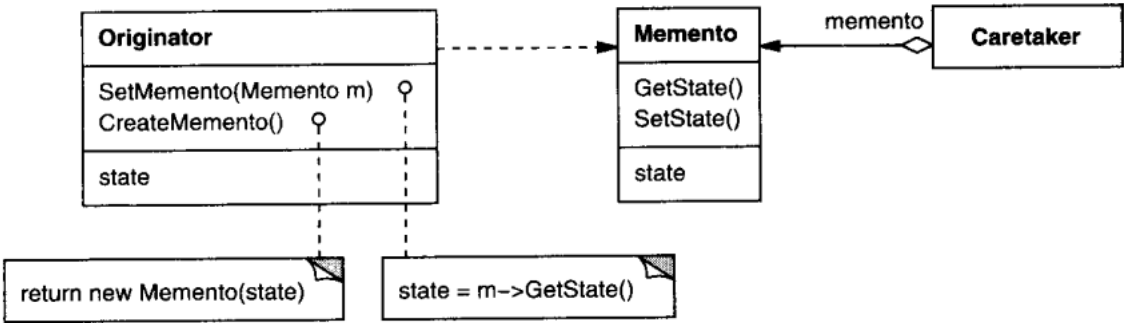 Originator
SetMemento(Memento m)
CreateMemento()
state
Memento
GetState()
SetState()
state
memento
Caretaker
return new Memento(state)
state = m->GetState()